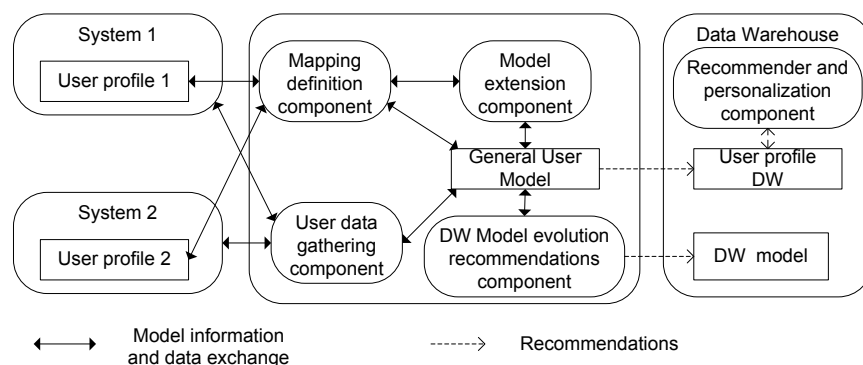 System 1
User profile 1
System 2
User profile 2
Mapping
definition
component
Model
extension
component
General User
Model
User data
gathering
component
DW Model evolution
recommendations
component
Data Warehouse
Recommender and
personalization
component
User profile
DW
DW model
Model information
and data exchange
Recommendations